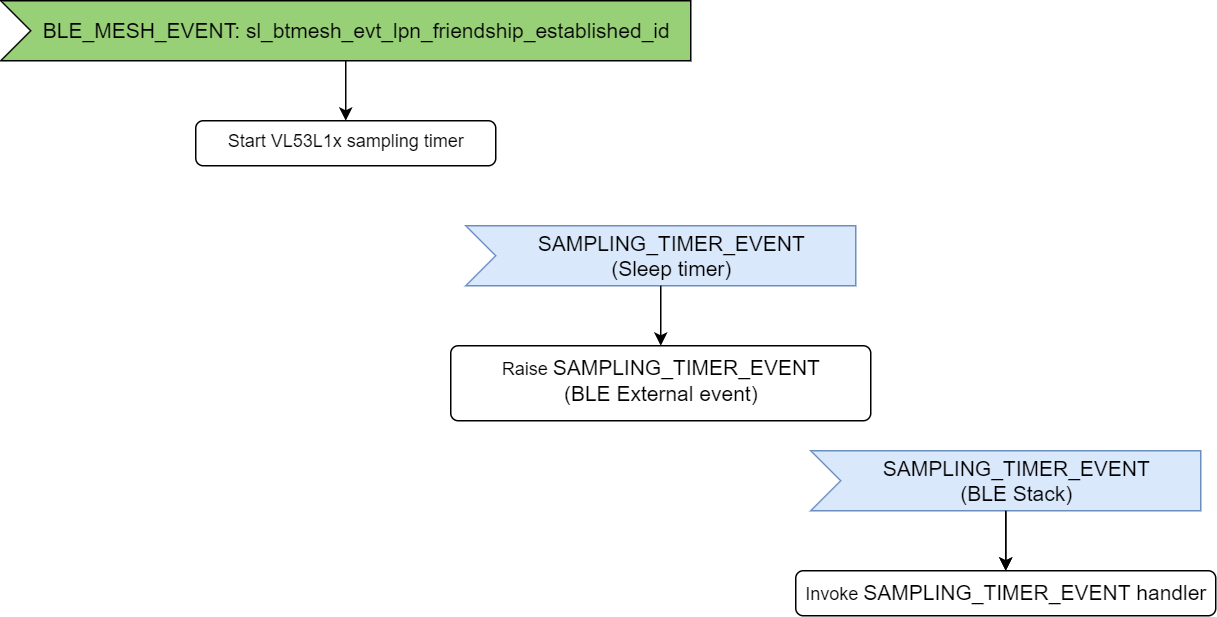 BLE_MESH_EVENT: sl_btmesh_evt_lpn_friendship_established_id
Start VL53L1x sampling timer
SAMPLING_TIMER_EVENT
(Sleep timer)
Raise SAMPLING_TIMER_EVENT
(BLE External event)
SAMPLING_TIMER_EVENT
(BLE Stack)
Invoke SAMPLING_TIMER_EVENT handler